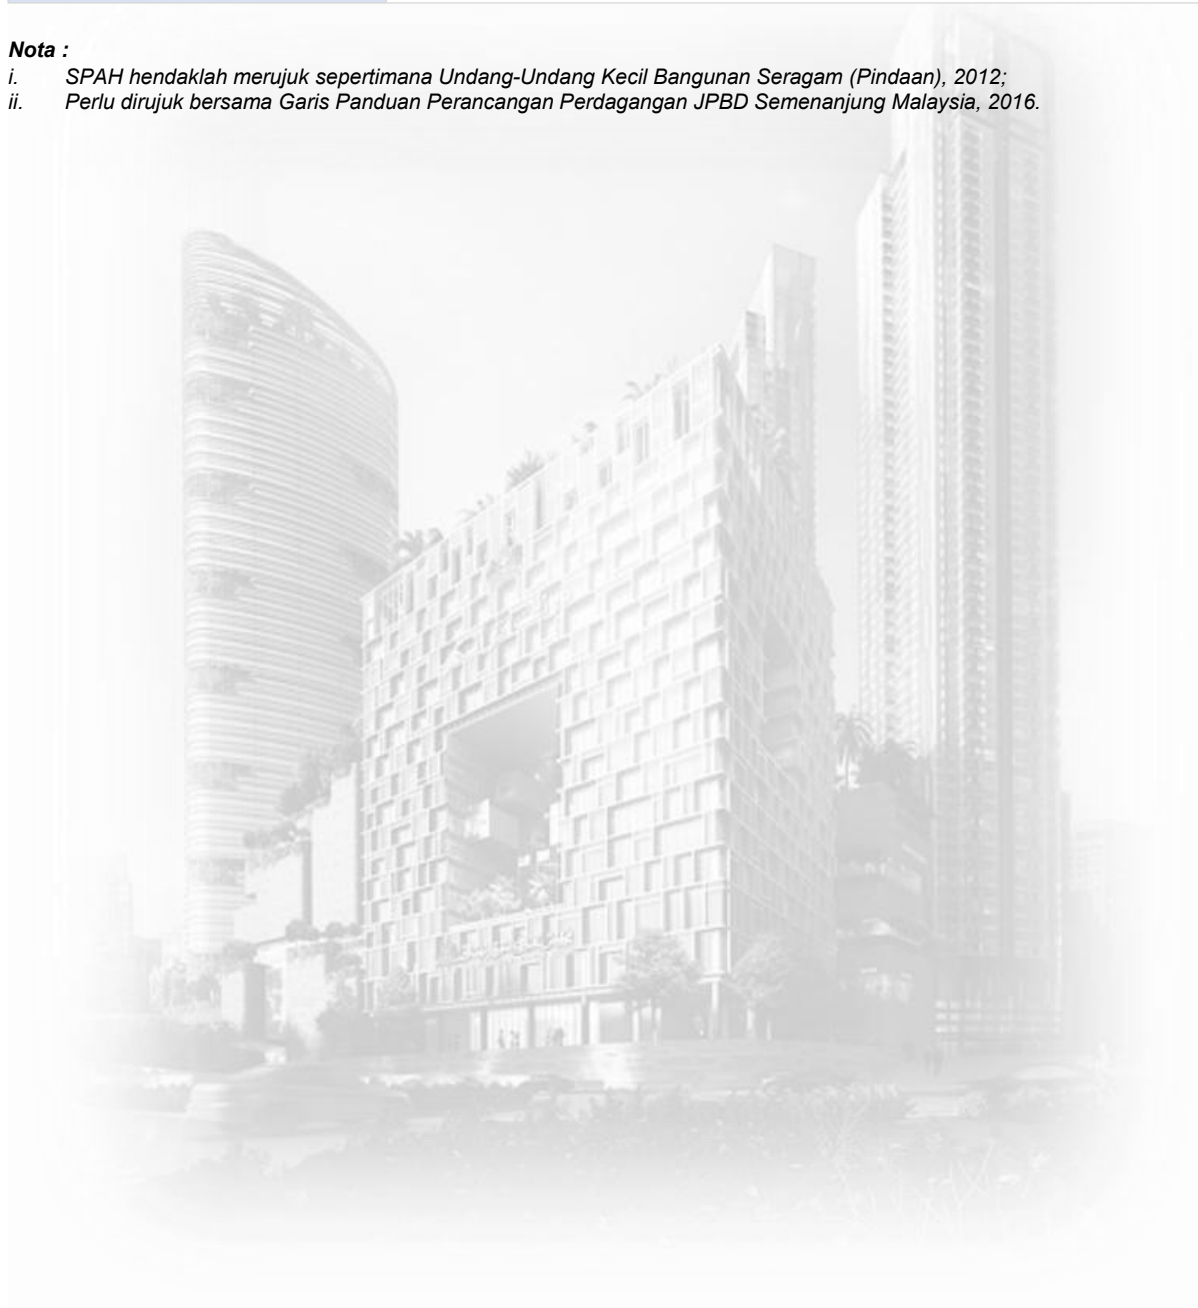 Nota :
i. SPAH hendaklah merujuk sepertimana Undang-Undang Kecil Bangunan Seragam (Pindaan), 2012;
ii. Perlu dirujuk bersama Garis Panduan Perancangan Perdagangan JPBD Semenanjung Malaysia, 2016.